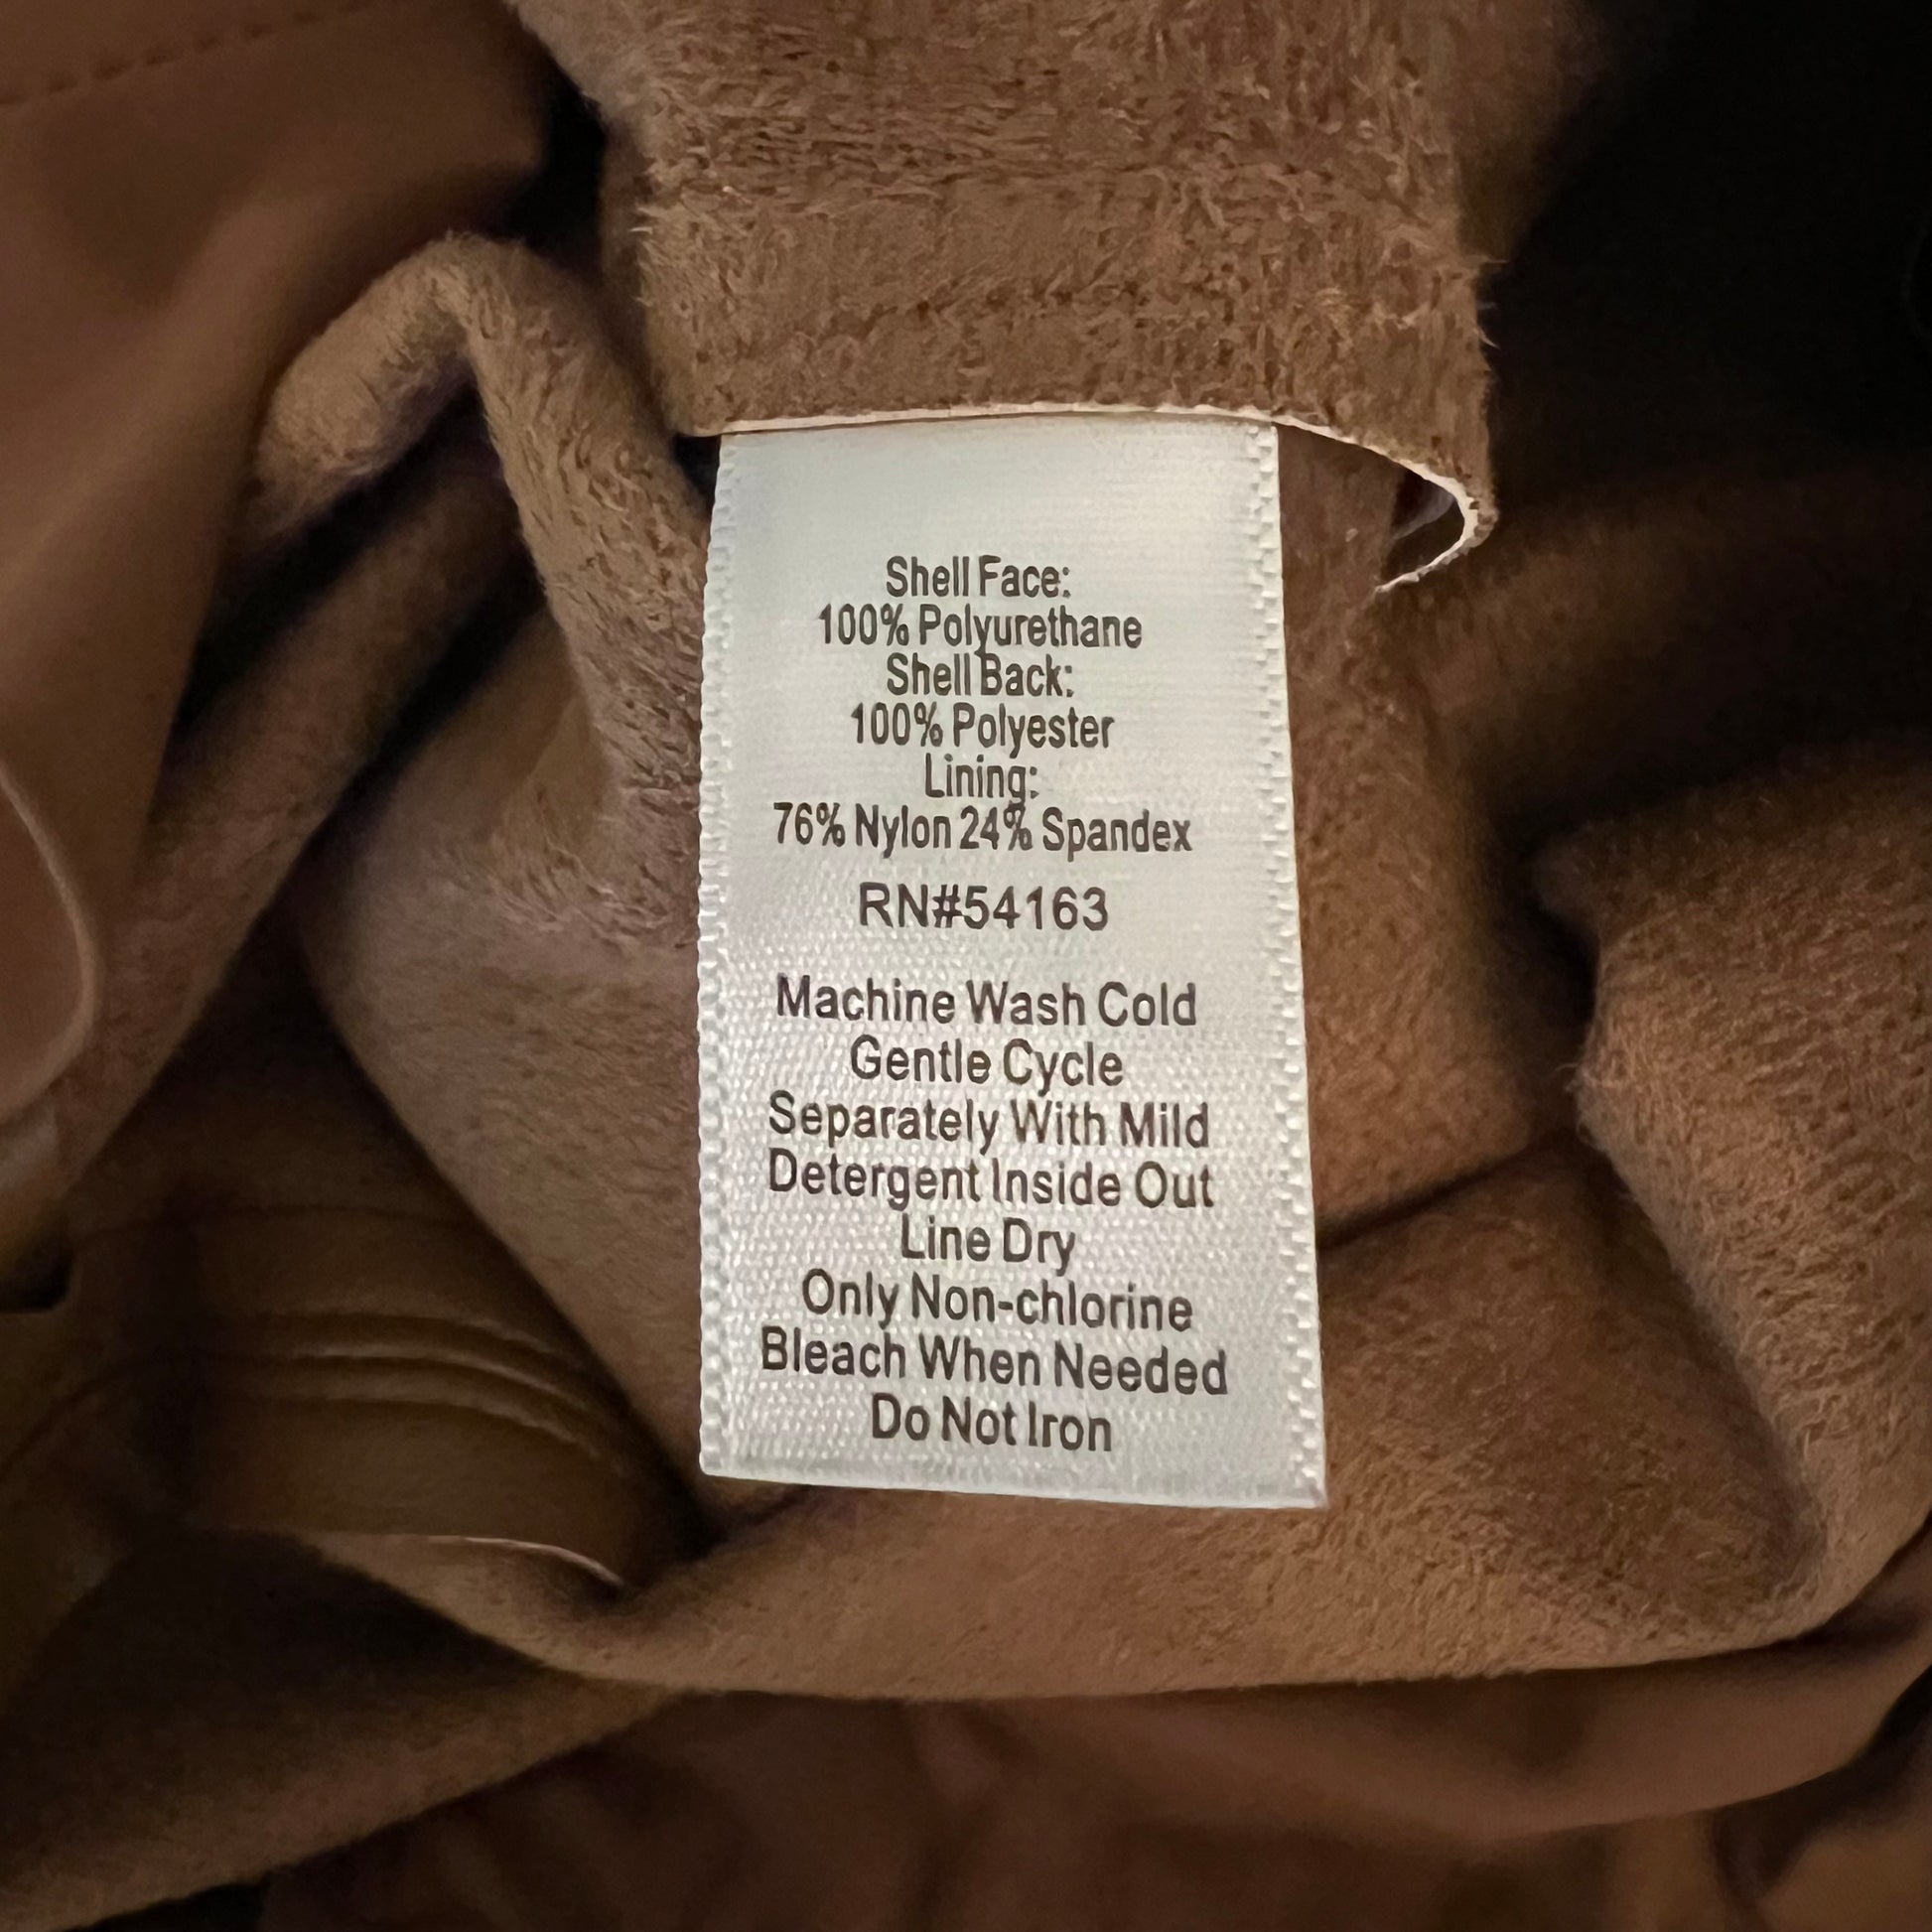 Shell Face:
100% Polyurethane
Shell Back:
100% Polyester
Lining:
76% Nylon 24% Spandex
RN#54163
Machine Wash Cold
Gentle Cycle
Separately With Mild
Detergent Inside Out
Line Dry
Only Non-chlorine
Bleach When Needed
Do Not Iron